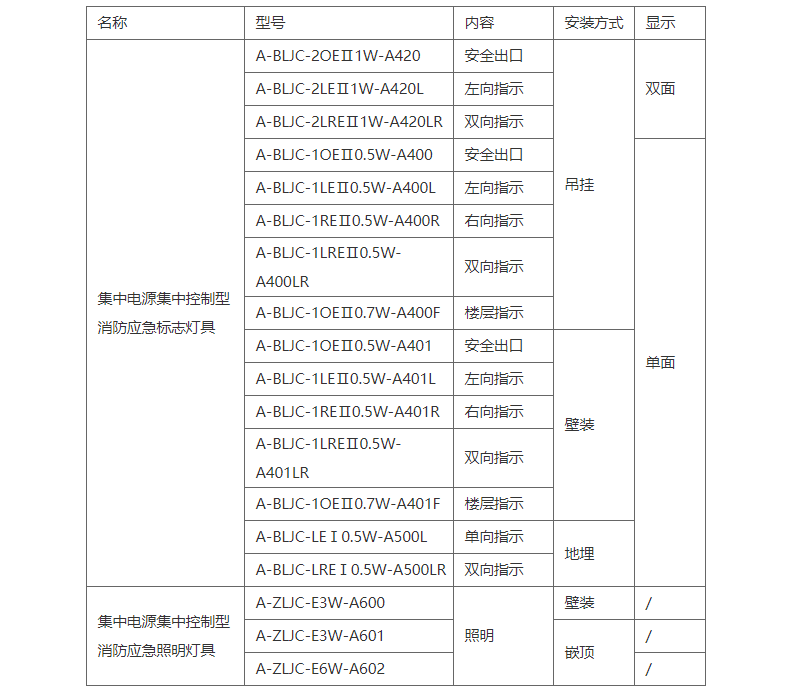 名称 型号 内容 安装方式 显示
A-BLJC-2OEⅡ1W-A420 安全出口
A-BLJC-2LEⅡ1W-A420L 左向指示 双面
A-BLJC-2LREⅡ1W-A420LR 双向指示
A-BLJC-1OEⅡ0.5W-A400 安全出口
A-BLJC-1LEⅡ0.5W-A400L 左向指示 吊挂
A-BLJC-1REⅡ0.5W-A400R 右向指示
A-BLJC-1LREⅡ0.5W-
A400LR 双向指示
集中电源集中控制型
消防应急标志灯具
A-BLJC-1OEⅡ0.7W-A400F 楼层指示
A-BLJC-1OEⅡ0.5W-A401 安全出口
单面
A-BLJC-1LEⅡ0.5W-A401L 左向指示
A-BLJC-1REⅡ0.5W-A401R 右向指示 壁装
A-BLJC-1LREⅡ0.5W-
A401LR 双向指示
A-BLJC-1OEⅡ0.7W-A401F 楼层指示
A-BLJC-LEⅠ0.5W-A500L 单向指示 地埋
A-BLJC-LREⅠ0.5W-A500LR 双向指示
集中电源集中控制型
消防应急照明灯具
A-ZLJC-E3W-A600 壁装 /
A-ZLJC-E3W-A601 照明 嵌顶 /
A-ZLJC-E6W-A602 /